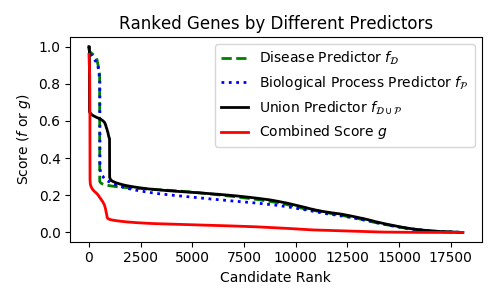 Ranked Genes by Different Predictors
Score (f or g)
1.0
0.8
0.6
0.4
0.2
0.0
Disease Predictor f_𝒟
Biological Process Predictor f_𝒫
Union Predictor f_𝒟∪𝒫
Combined Score g
0 2500 5000 7500 10000 12500 15000 17500
Candidate Rank